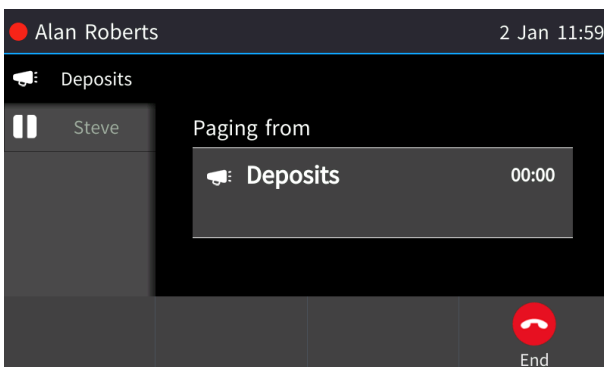 Alan Roberts 2 Jan 11:59
Deposits
Steve
Paging from
Deposits 00:00
End